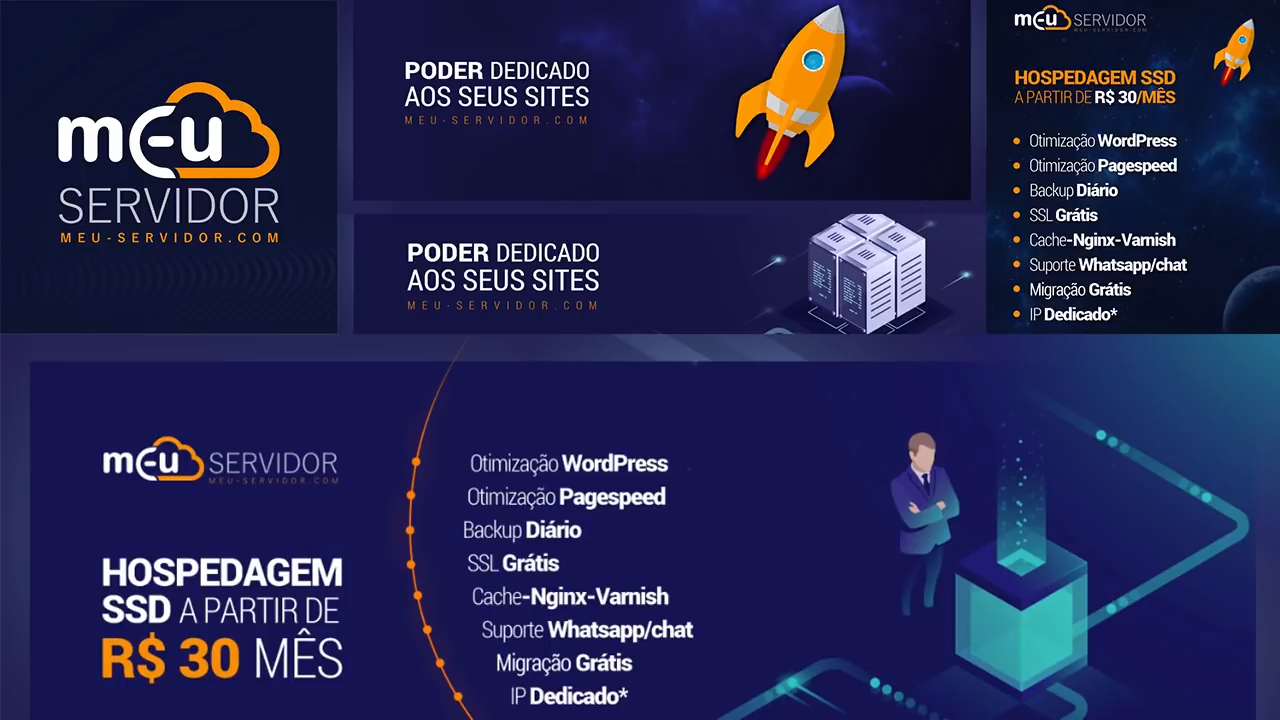 meu
SERVIDOR
MEU-SERVIDOR.COM
PODER DEDICADO
AOS SEUS SITES
MEU-SERVIDOR.COM
PODER DEDICADO
AOS SEUS SITES
MEU-SERVIDOR.COM
meu SERVIDOR
MEU-SERVIDOR.COM
HOSPEDAGEM SSD
A PARTIR DE R$ 30/MÊS
Otimização WordPress
Otimização Pagespeed
Backup Diário
SSL Grátis
Cache-Nginx-Varnish
Suporte Whatsapp/chat
Migração Grátis
IP Dedicado*
meu SERVIDOR
MEU-SERVIDOR.COM
HOSPEDAGEM
SSD A PARTIR DE
R$ 30 MÊS
Otimização WordPress
Otimização Pagespeed
Backup Diário
SSL Grátis
Cache-Nginx-Varnish
Suporte Whatsapp/chat
Migração Grátis
IP Dedicado*